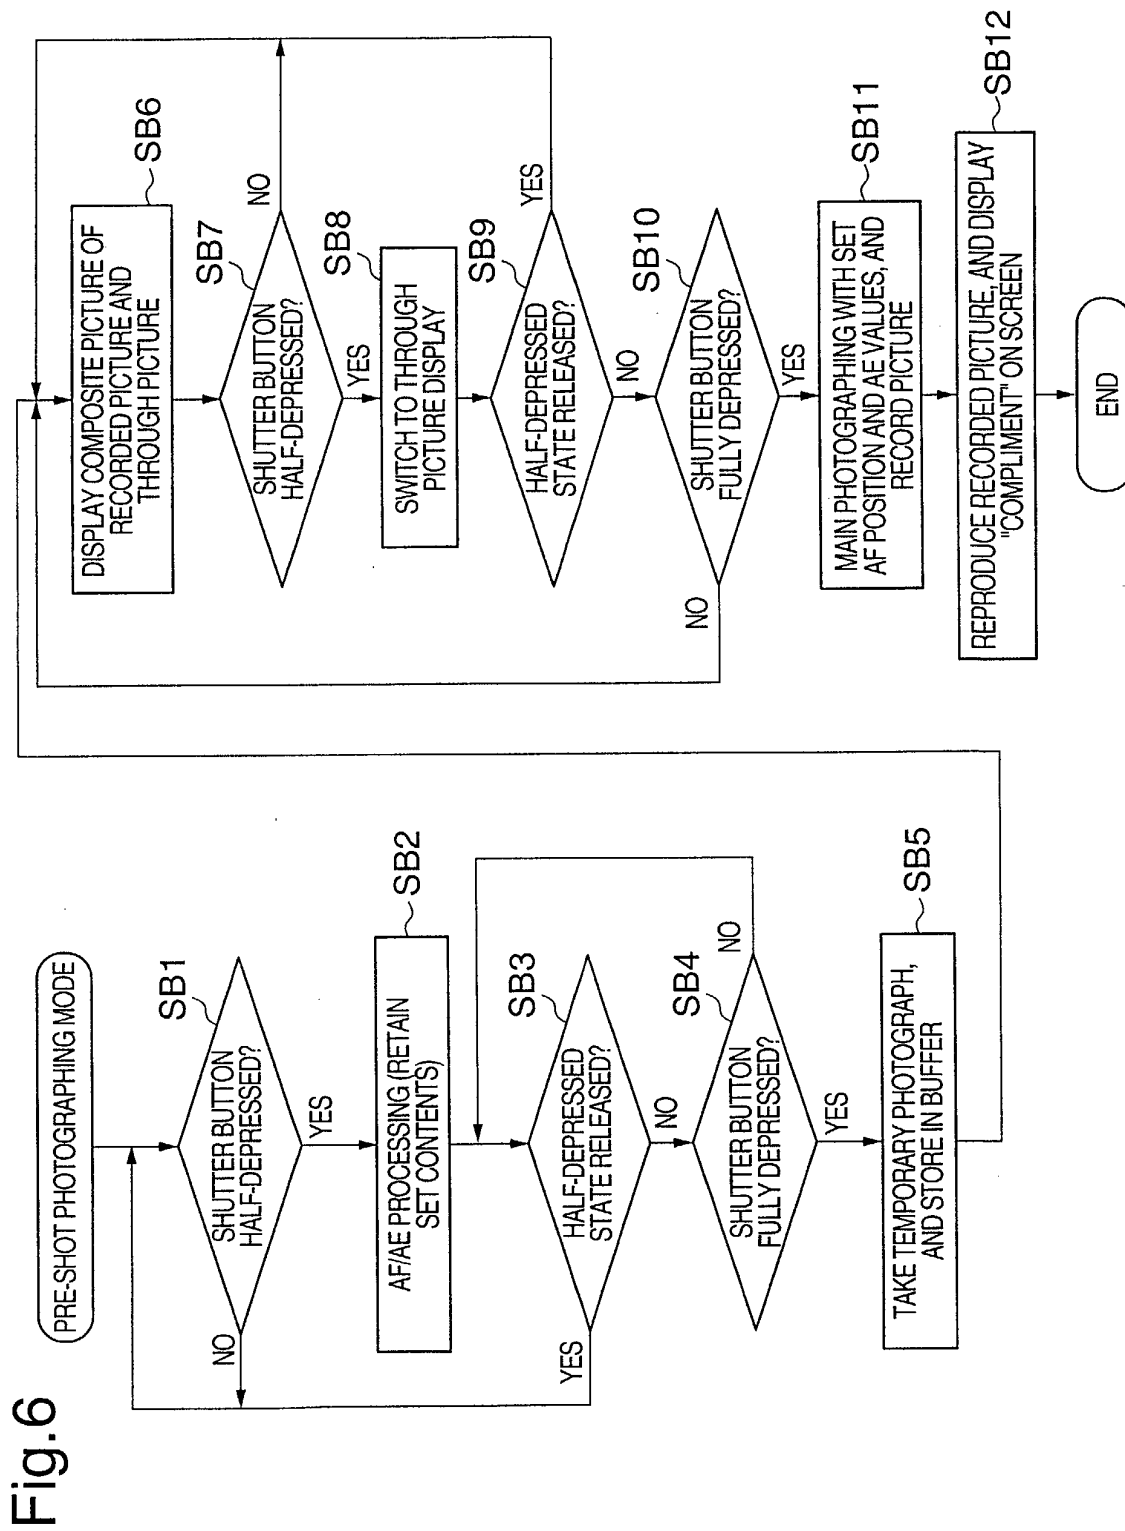 Fig.6
PRE-SHOT PHOTOGRAPHING MODE
SB1
SHUTTER BUTTON
HALF-DEPRESSED?
NO
YES
SB2
AF/AE PROCESSING (RETAIN
SET CONTENTS)
SB3
HALF-DEPRESSED
STATE RELEASED?
YES
NO
SB4
SHUTTER BUTTON
FULLY DEPRESSED?
NO
YES
SB5
TAKE TEMPORARY PHOTOGRAPH,
AND STORE IN BUFFER
SB6
DISPLAY COMPOSITE PICTURE OF
RECORDED PICTURE AND
THROUGH PICTURE
SB7
SHUTTER BUTTON
HALF-DEPRESSED?
NO
YES
SB8
SWITCH TO THROUGH
PICTURE DISPLAY
SB9
HALF-DEPRESSED
STATE RELEASED?
YES
NO
SB10
SHUTTER BUTTON
FULLY DEPRESSED?
NO
YES
SB11
MAIN PHOTOGRAPHING WITH SET
AF POSITION AND AE VALUES, AND
RECORD PICTURE
SB12
REPRODUCE RECORDED PICTURE, AND DISPLAY
"COMPLIMENT" ON SCREEN
END